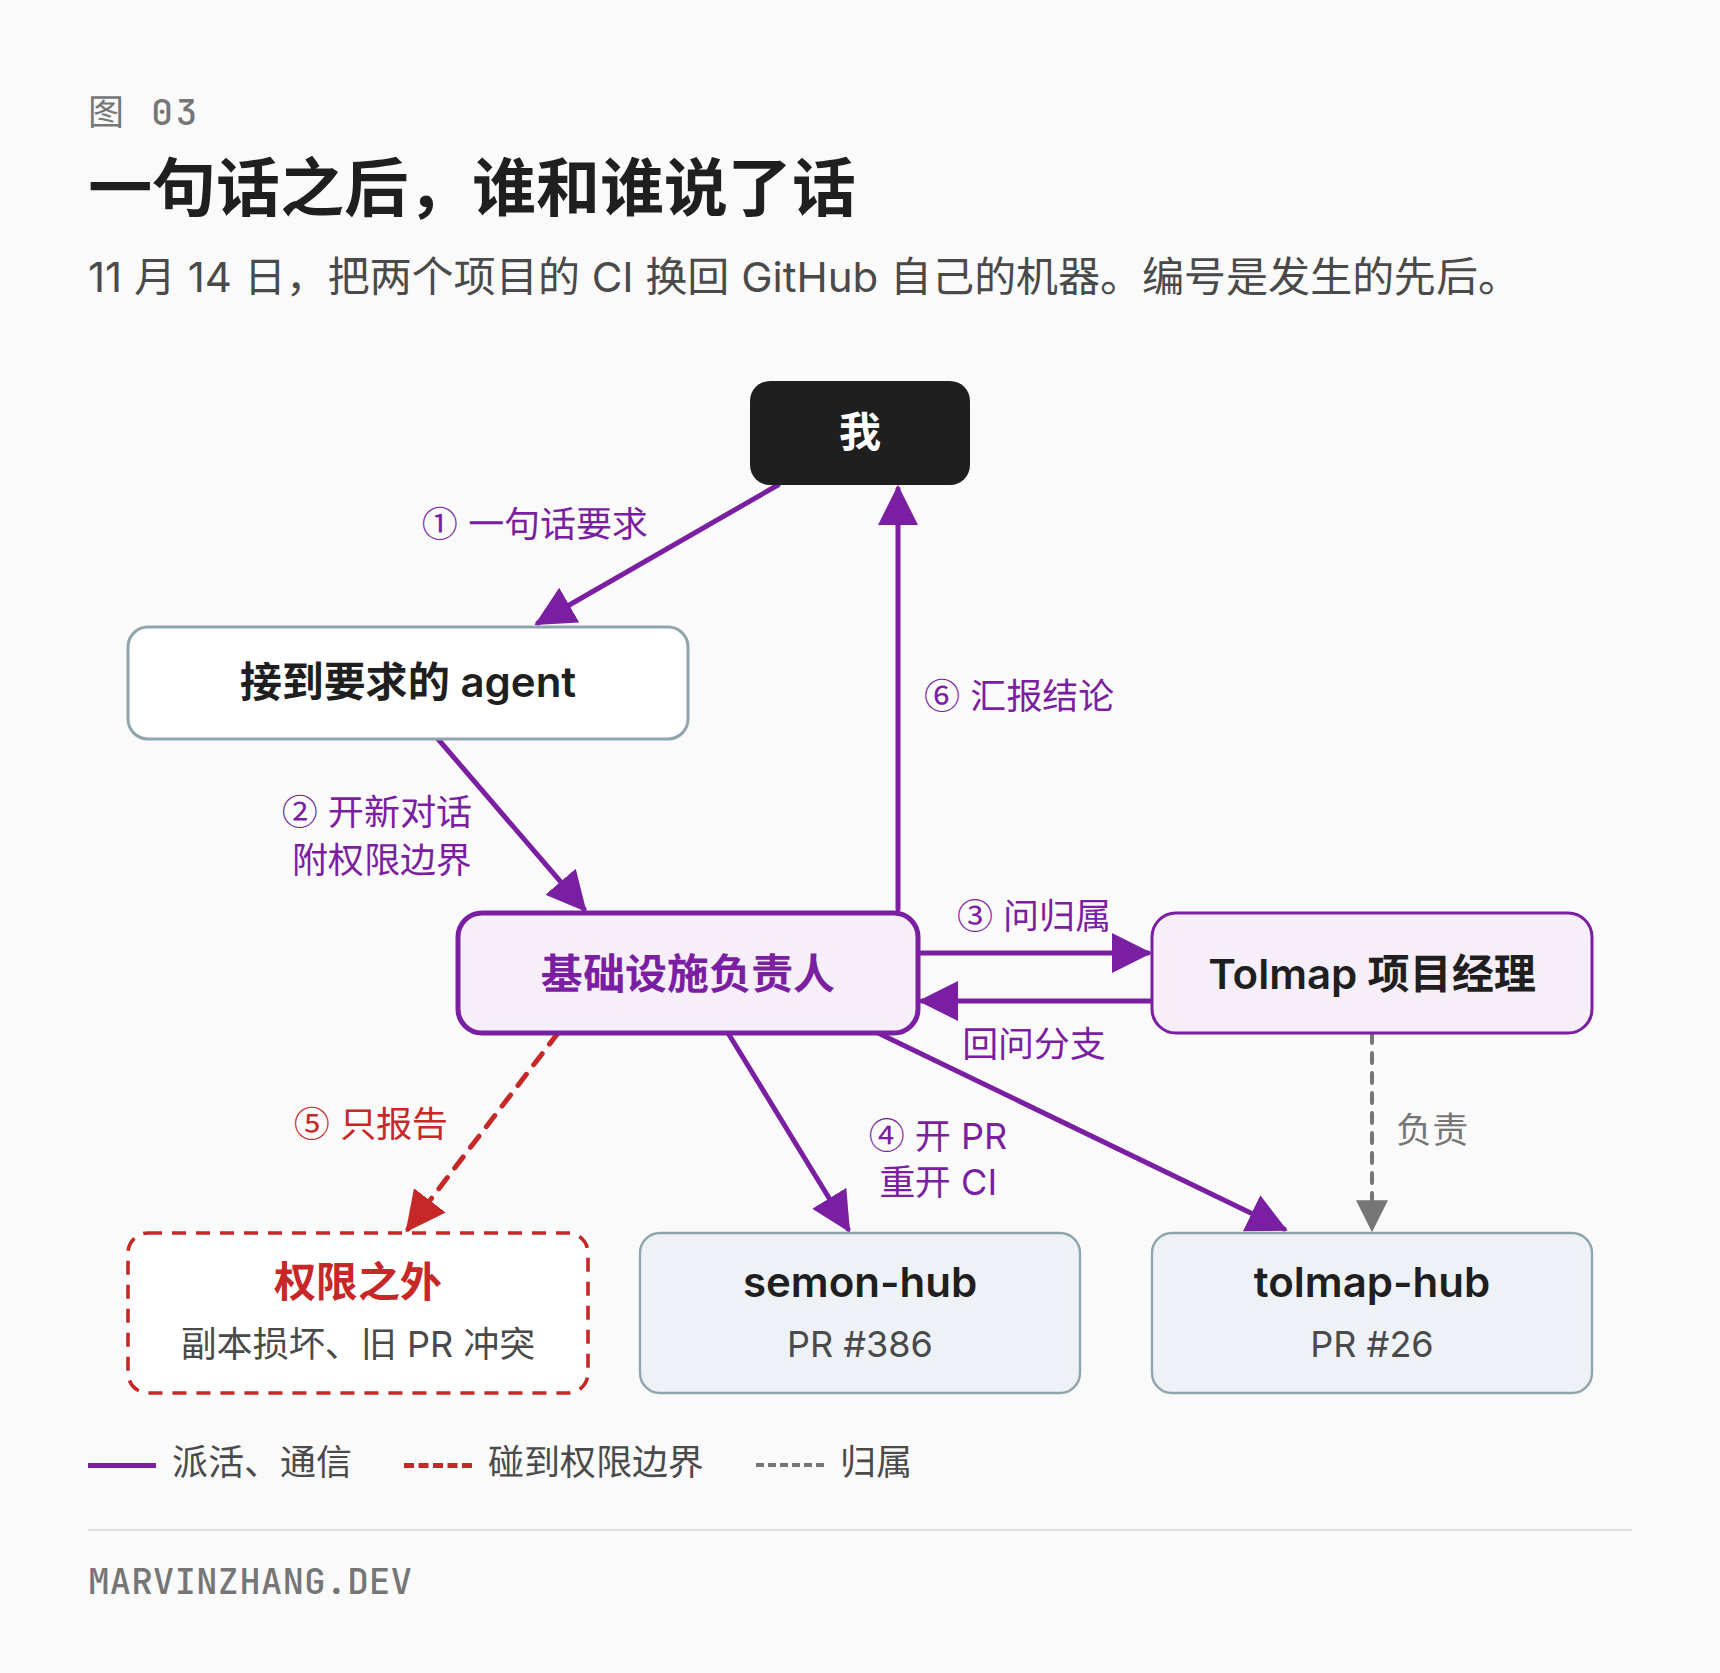 图 03
一句话之后，谁和谁说了话
11 月 14 日，把两个项目的 CI 换回 GitHub 自己的机器。编号是发生的先后。
我
① 一句话要求
接到要求的 agent
⑥ 汇报结论
② 开新对话
附权限边界
③ 问归属
基础设施负责人
Tolmap 项目经理
回问分支
⑤ 只报告
④ 开 PR
重开 CI
负责
权限之外
副本损坏、旧 PR 冲突
semon-hub
PR #386
tolmap-hub
PR #26
派活、通信
碰到权限边界
归属
MARVINZHANG.DEV